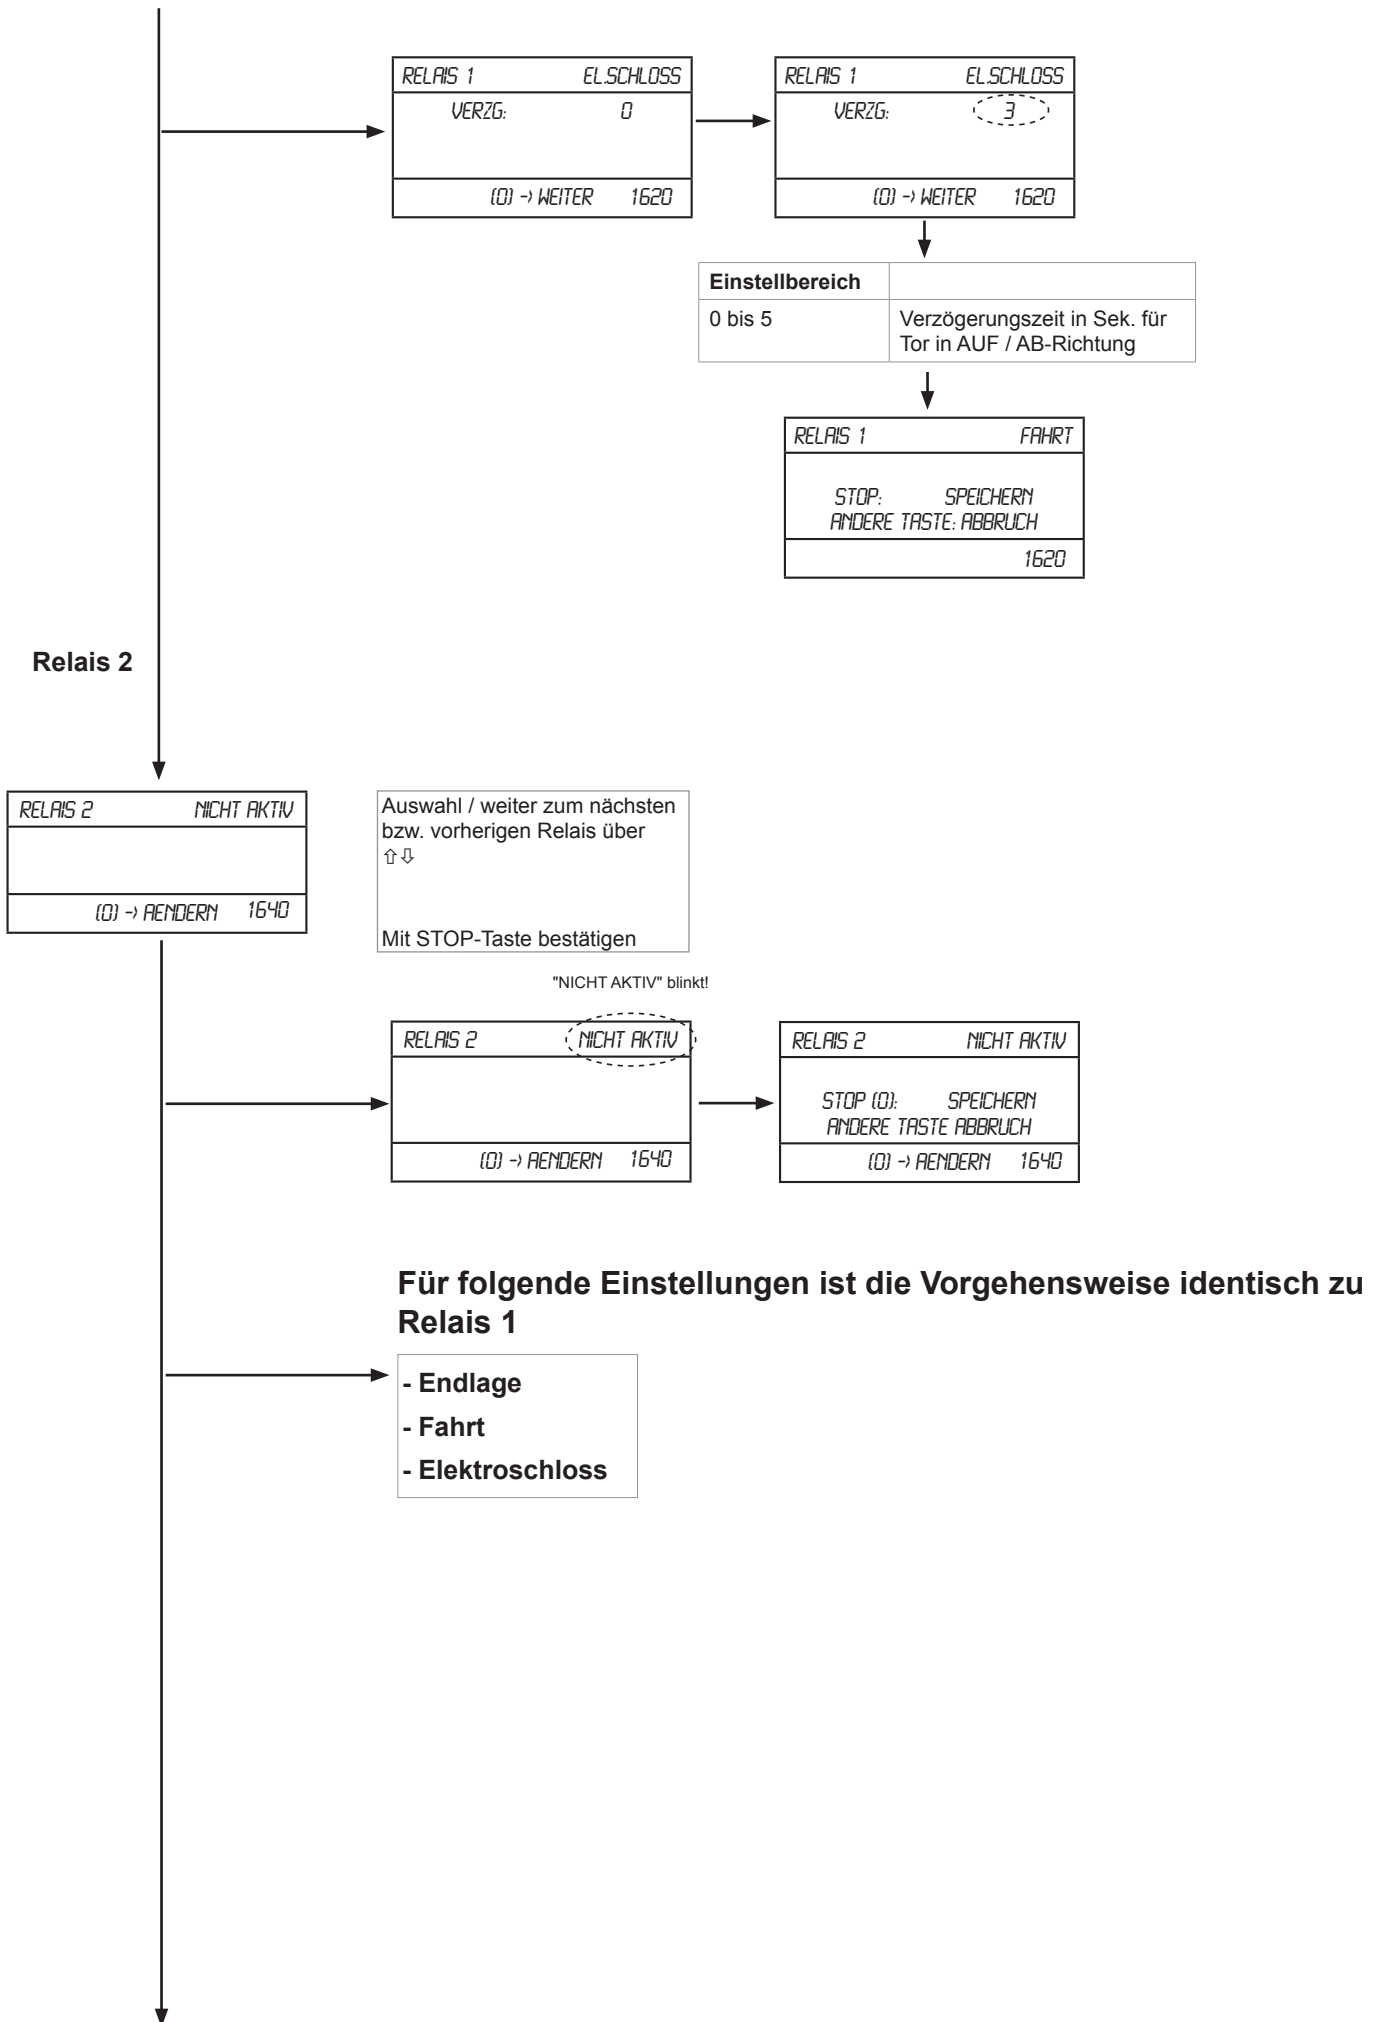 RELAIS 1 EL.SCHLOSS
VERZG: 0
(0) -> WEITER 1620
RELAIS 1 EL.SCHLOSS
VERZG: 3
(0) -> WEITER 1620
Einstellbereich
0 bis 5 Verzögerungszeit in Sek. für
Tor in AUF / AB-Richtung
RELAIS 1 FAHRT
STOP: SPEICHERN
ANDERE TASTE: ABBRUCH
1620
Relais 2
RELAIS 2 NICHT AKTIV
(0) -> AENDERN 1640
Auswahl / weiter zum nächsten
bzw. vorherigen Relais über
⇧⇩
Mit STOP-Taste bestätigen
"NICHT AKTIV" blinkt!
RELAIS 2 NICHT AKTIV
(0) -> AENDERN 1640
RELAIS 2 NICHT AKTIV
STOP (0): SPEICHERN
ANDERE TASTE ABBRUCH
(0) -> AENDERN 1640
Für folgende Einstellungen ist die Vorgehensweise identisch zu
Relais 1
- Endlage
- Fahrt
- Elektroschloss